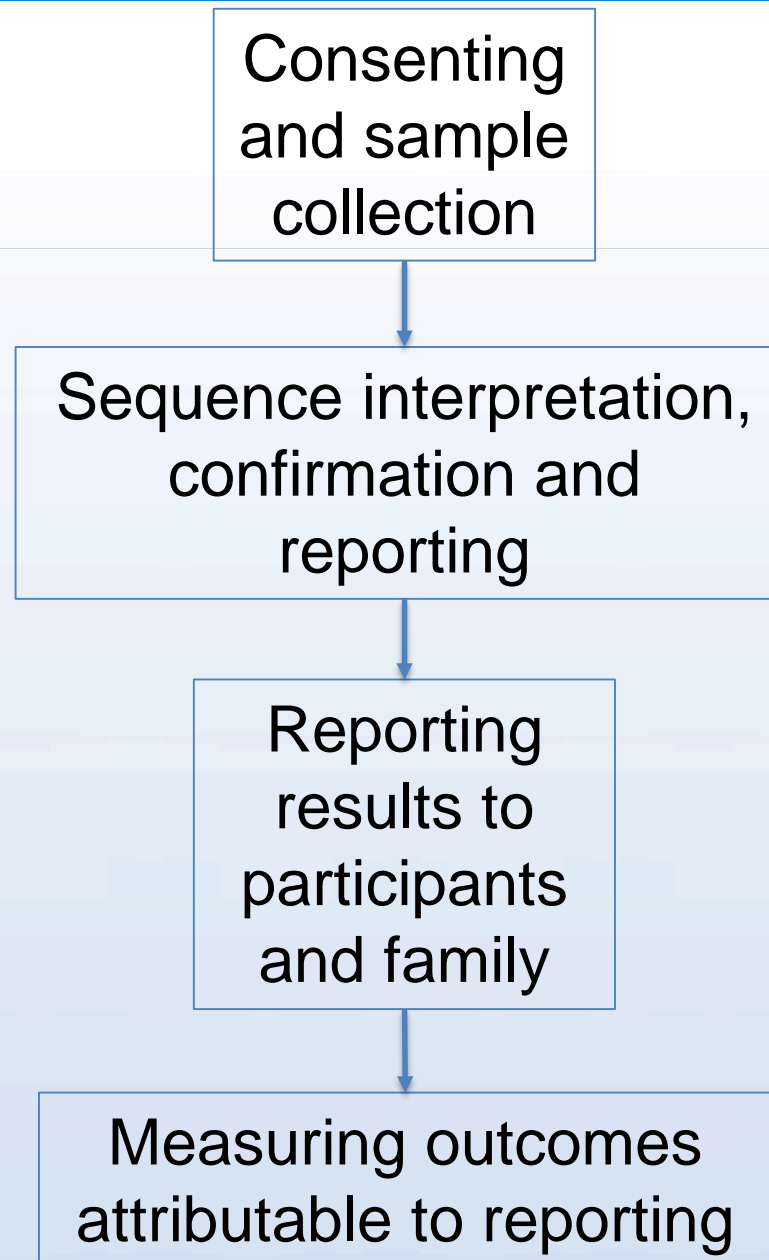 Consenting
and sample
collection
Sequence interpretation,
confirmation and
reporting
Reporting
results to
participants
and family
Measuring outcomes
attributable to reporting